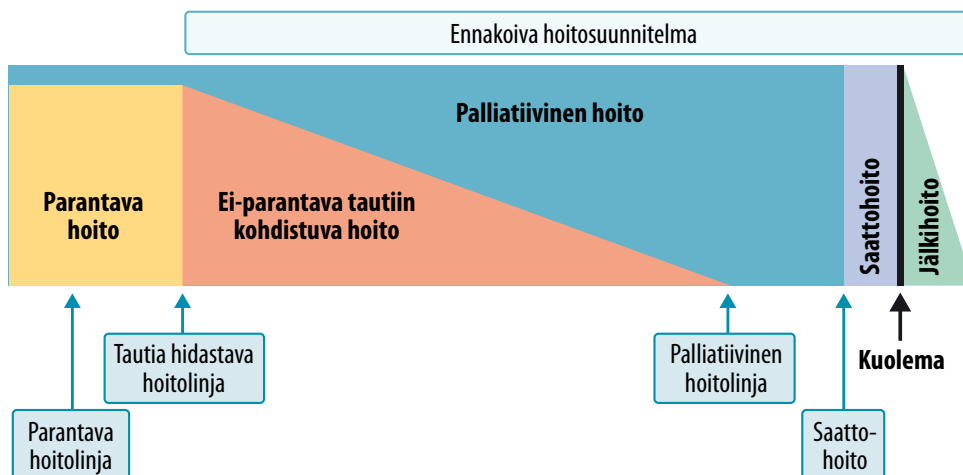 Ennakoiva hoitosuunnitelma
Palliatiivinen hoito
Parantava
hoito
Ei-parantava tautiin
kohdistuva hoito
Saattohoito
Jälkihoito
Tautia hidastava
hoitolinja
Palliatiivinen
hoitolinja
Kuolema
Parantava
hoitolinja
Saatto-
hoito